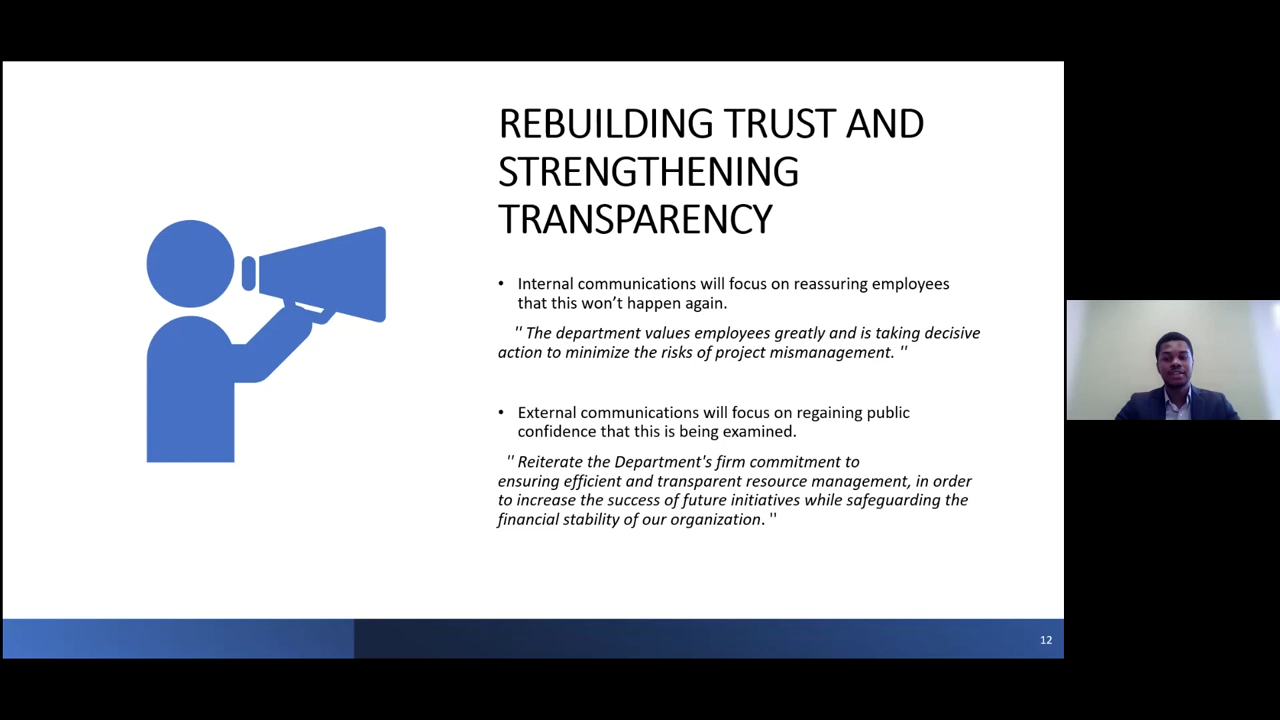 REBUILDING TRUST AND
STRENGTHENING
TRANSPARENCY
• Internal communications will focus on reassuring employees
that this won’t happen again.
'' The department values employees greatly and is taking decisive
action to minimize the risks of project mismanagement. ''
• External communications will focus on regaining public
confidence that this is being examined.
'' Reiterate the Department's firm commitment to
ensuring efficient and transparent resource management, in order
to increase the success of future initiatives while safeguarding the
financial stability of our organization. ''
12